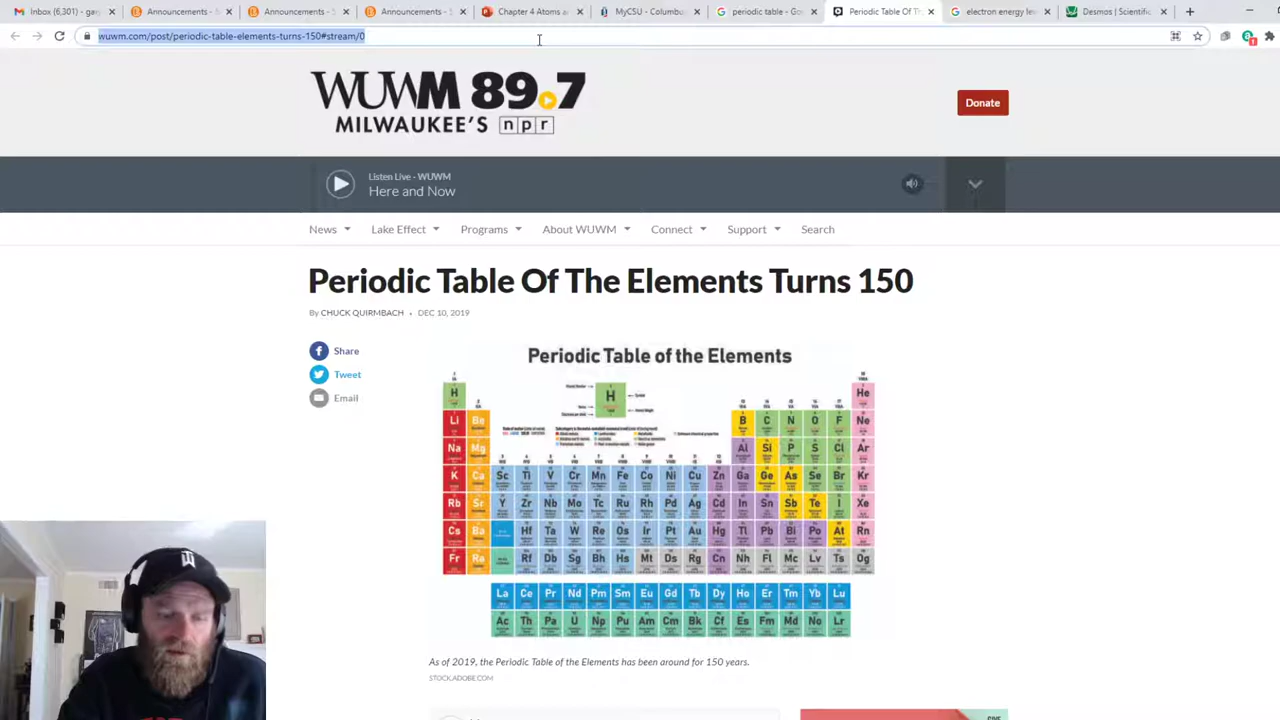 Inbox (6,301) - gary
Announcements - S
Announcements - S
Announcements - S
Chapter 4 Atoms a
MyCSU - Columbu
periodic table - Goo
Periodic Table Of Th
electron energy lev
Desmos | Scientific
wuwm.com/post/periodic-table-elements-turns-150#stream/0
WUWM 89.7
MILWAUKEE'S npr
Donate
Listen Live - WUWM
Here and Now
News
Lake Effect
Programs
About WUWM
Connect
Support
Search
Periodic Table Of The Elements Turns 150
By CHUCK QUIRMBACH • DEC 10, 2019
Share
Tweet
Email
Periodic Table of the Elements
H He
H
Li Be B C N O F Ne
Na Mg Al Si P S Cl Ar
K Ca Sc Ti V Cr Mn Fe Co Ni Cu Zn Ga Ge As Se Br Kr
Rb Sr Y Zr Nb Mo Tc Ru Rh Pd Ag Cd In Sn Sb Te I Xe
Cs Ba Hf Ta W Re Os Ir Pt Au Hg Tl Pb Bi Po At Rn
Fr Ra Rf Db Sg Bh Hs Mt Ds Rg Cn Nh Fl Mc Lv Ts Og
La Ce Pr Nd Pm Sm Eu Gd Tb Dy Ho Er Tm Yb Lu
Ac Th Pa U Np Pu Am Cm Bk Cf Es Fm Md No Lr
As of 2019, the Periodic Table of the Elements has been around for 150 years.
STOCK.ADOBE.COM